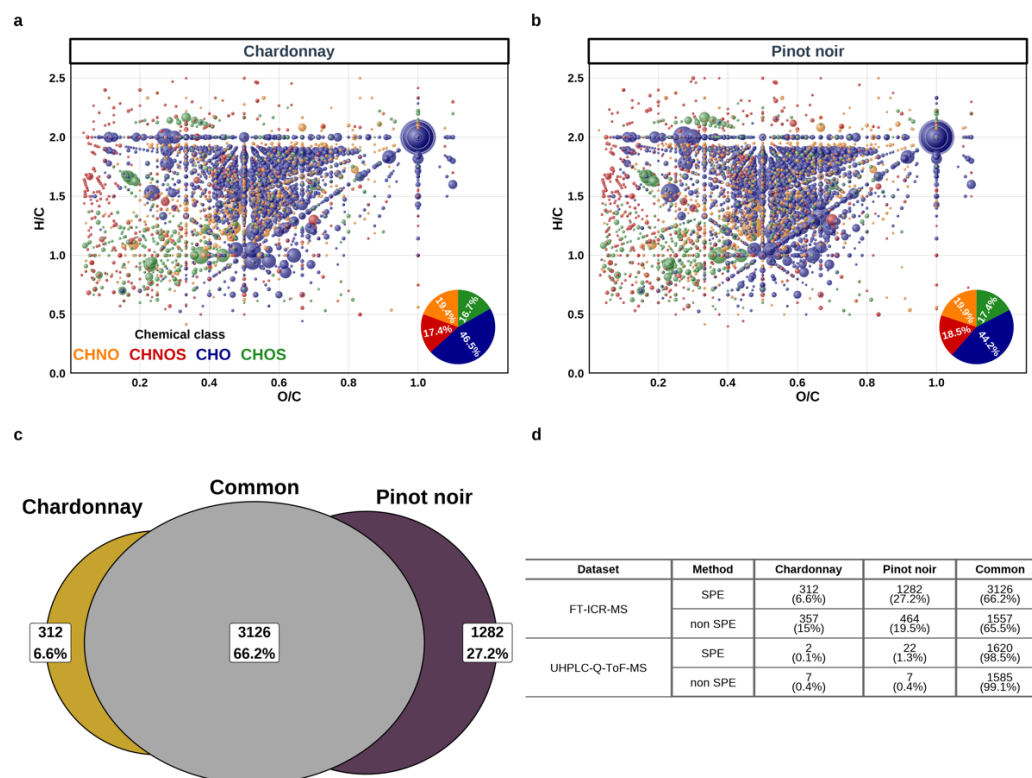 a
b
Chardonnay
Pinot noir
2.5
2.0
1.5
1.0
0.5
0.0
H/C
0.2
0.4
0.6
0.8
1.0
O/C
Chemical class
CHNO CHNOS CHO CHOS
19.4%
16.7%
17.4%
46.5%
2.5
2.0
1.5
1.0
0.5
0.0
H/C
0.2
0.4
0.6
0.8
1.0
O/C
19.9%
17.4%
18.5%
44.2%
c
d
Chardonnay
Common
Pinot noir
312
6.6%
3126
66.2%
1282
27.2%
Dataset Method Chardonnay Pinot noir Common
FT-ICR-MS
SPE 312 (6.6%) 1282 (27.2%) 3126 (66.2%)
non SPE 357 (15%) 464 (19.5%) 1557 (65.5%)
UHPLC-Q-ToF-MS
SPE 2 (0.1%) 22 (1.3%) 1620 (98.5%)
non SPE 7 (0.4%) 7 (0.4%) 1585 (99.1%)